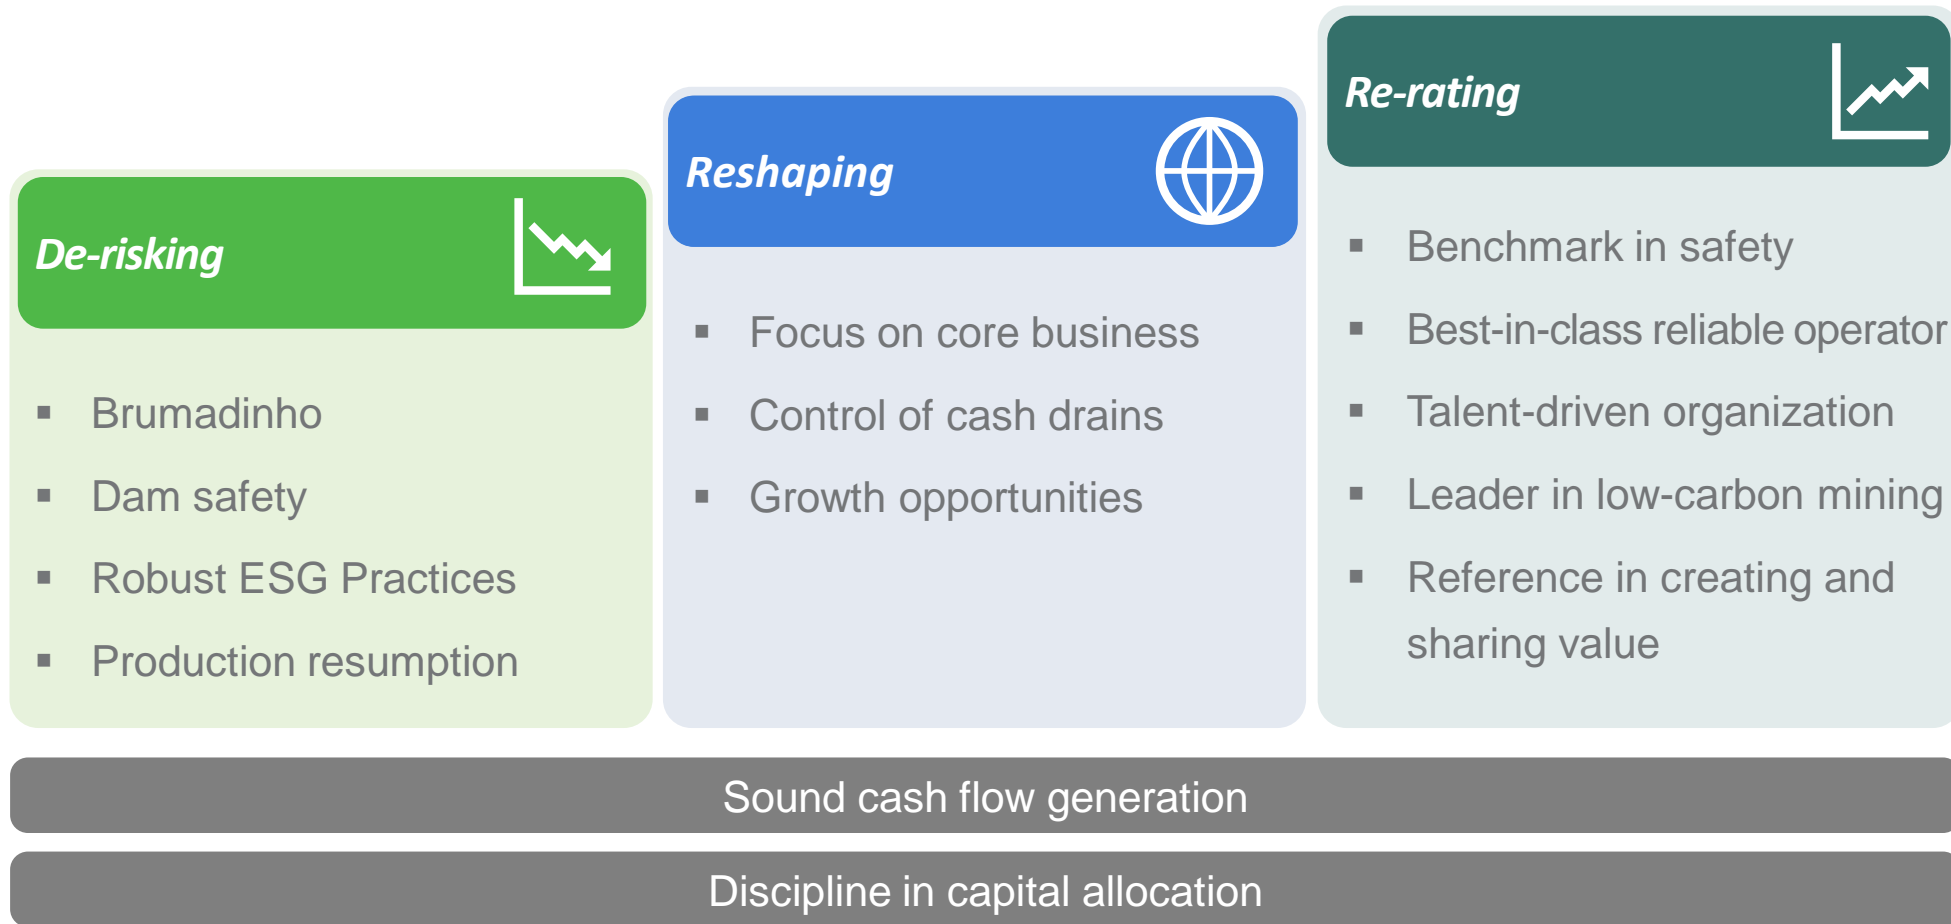 De-risking
▪ Brumadinho
▪ Dam safety
▪ Robust ESG Practices
▪ Production resumption
Reshaping
▪ Focus on core business
▪ Control of cash drains
▪ Growth opportunities
Re-rating
▪ Benchmark in safety
▪ Best-in-class reliable operator
▪ Talent-driven organization
▪ Leader in low-carbon mining
▪ Reference in creating and
sharing value
Sound cash flow generation
Discipline in capital allocation